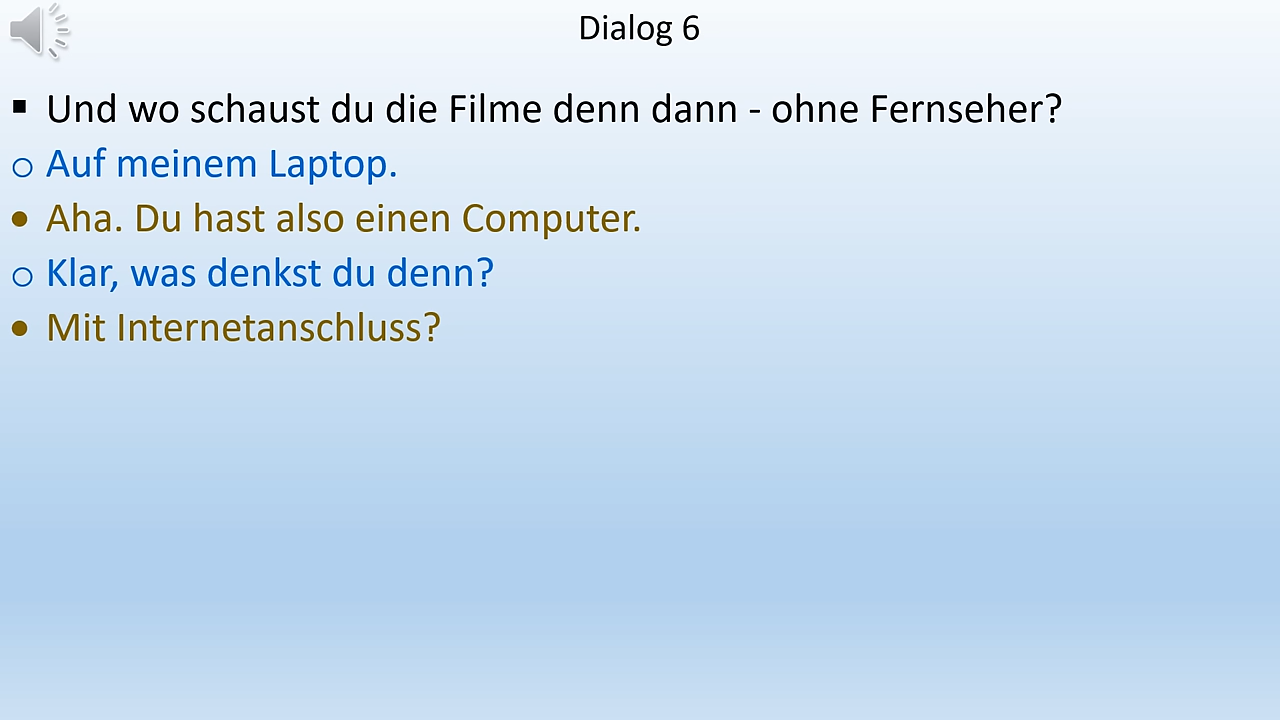 Dialog 6
▪ Und wo schaust du die Filme denn dann - ohne Fernseher?
o Auf meinem Laptop.
• Aha. Du hast also einen Computer.
o Klar, was denkst du denn?
• Mit Internetanschluss?